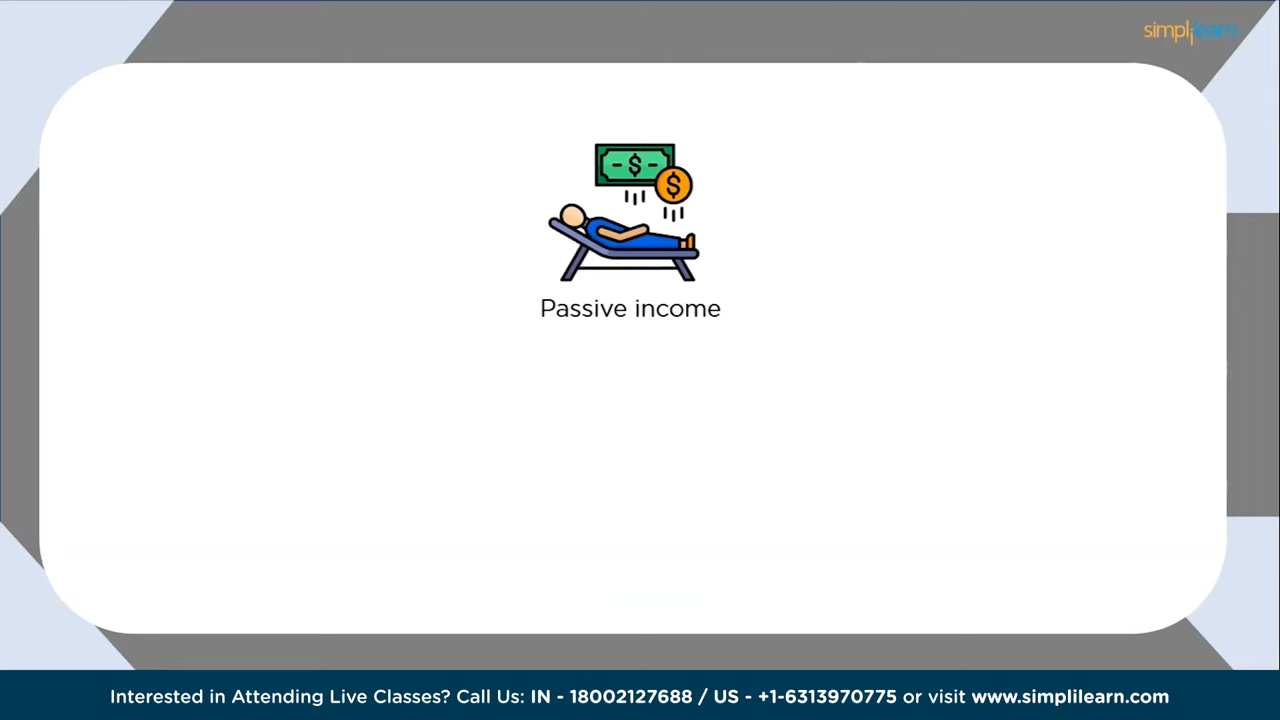 simplilearn
$
$
Passive income
Interested in Attending Live Classes? Call Us: IN - 18002127688 / US - +1-6313970775 or visit www.simplilearn.com